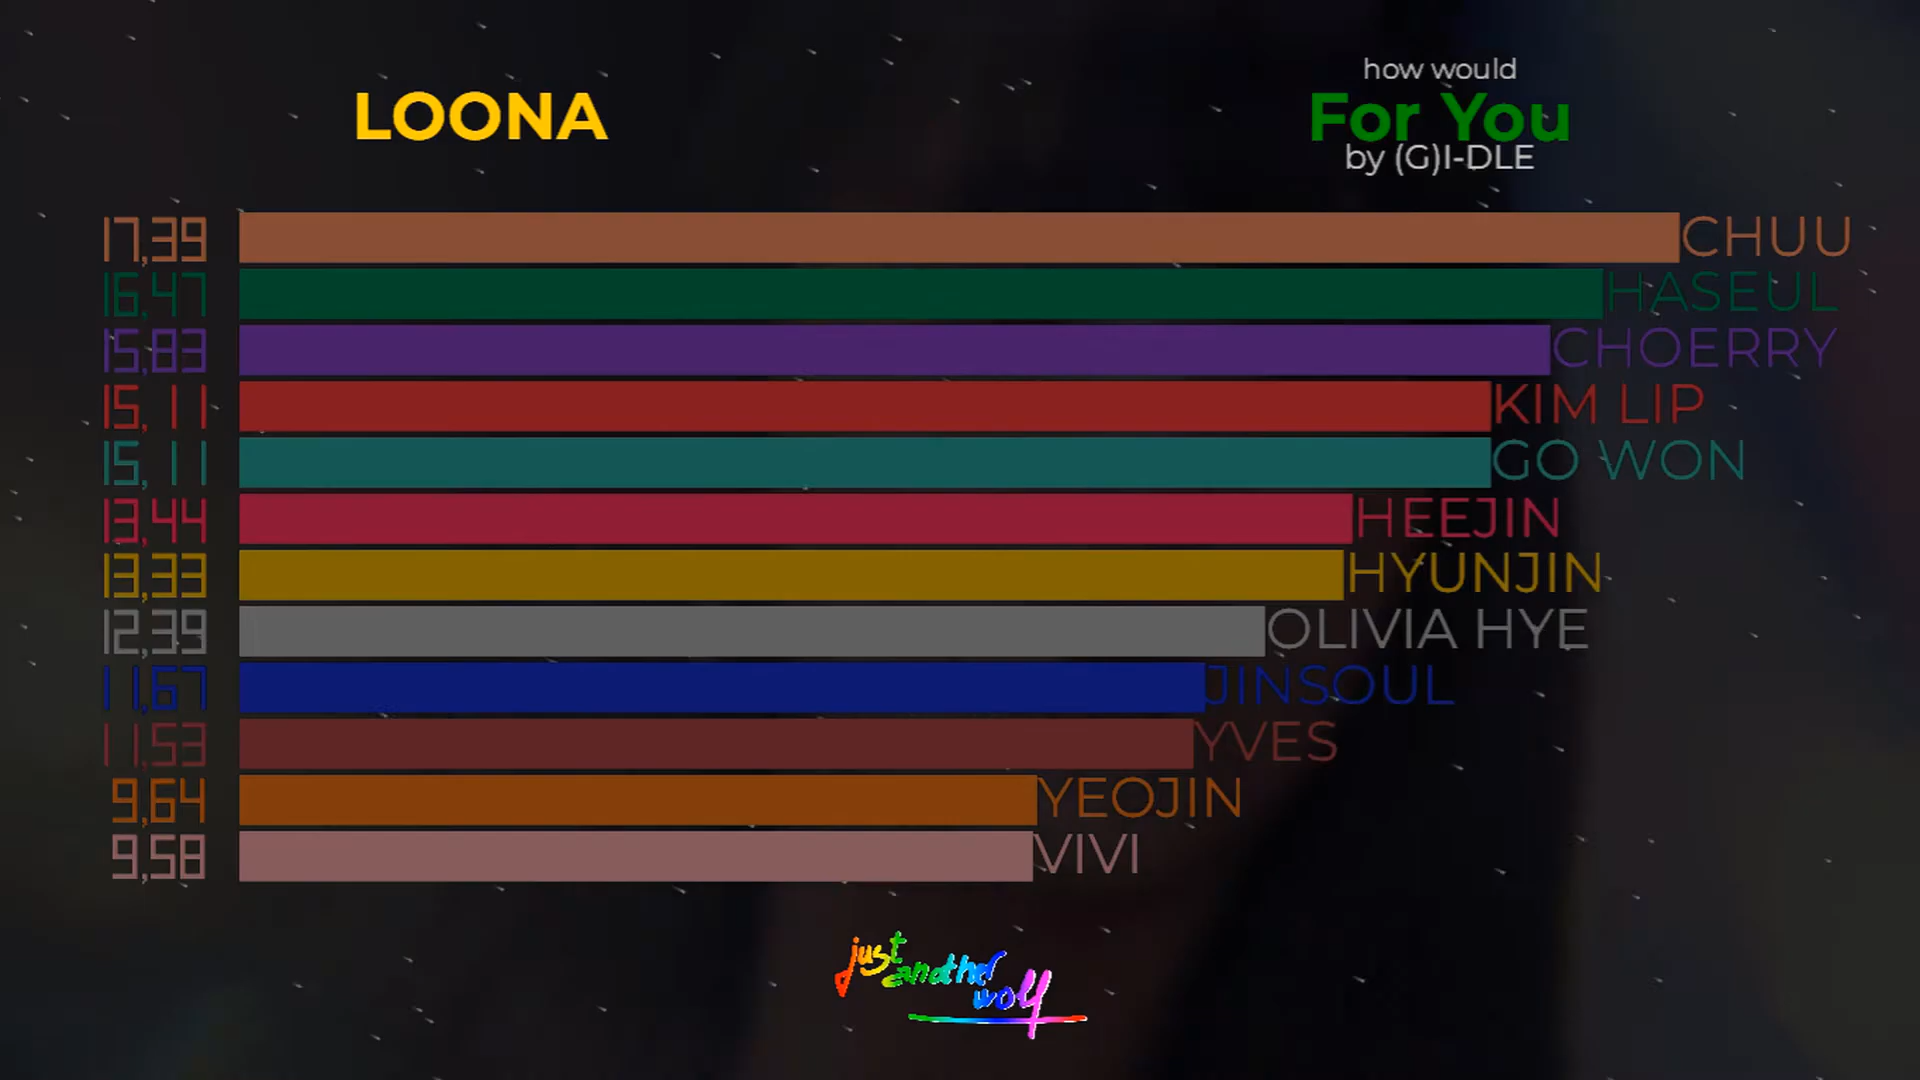 LOONA
how would
For You
by (G)I-DLE
17,39 CHUU
16,47 HASEUL
15,83 CHOERRY
15,11 KIM LIP
15,11 GO WON
13,44 HEEJIN
13,33 HYUNJIN
12,39 OLIVIA HYE
11,67 JINSOUL
11,53 YVES
9,64 YEOJIN
9,58 VIVI
just
another
wolf